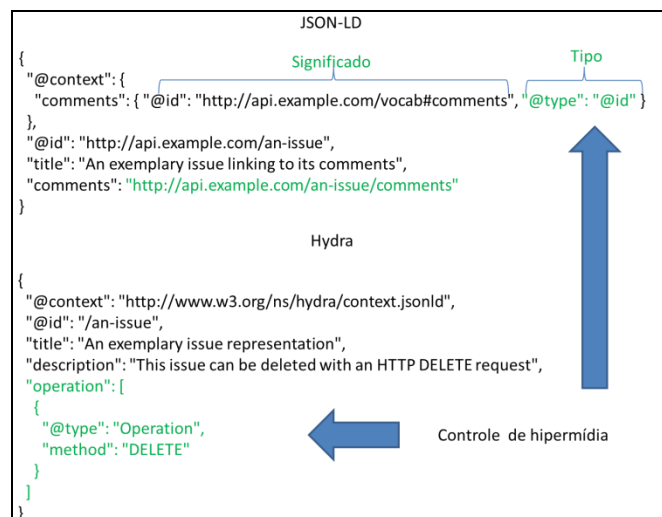 JSON-LD
Significado
Tipo
{
"@context": {
"comments": { "@id": "http://api.example.com/vocab#comments", "@type": "@id" }
},
"@id": "http://api.example.com/an-issue",
"title": "An exemplary issue linking to its comments",
"comments": "http://api.example.com/an-issue/comments"
}
Hydra
{
"@context": "http://www.w3.org/ns/hydra/context.jsonld",
"@id": "/an-issue",
"title": "An exemplary issue representation",
"description": "This issue can be deleted with an HTTP DELETE request",
"operation": [
{
"@type": "Operation",
"method": "DELETE"
}
]
}
Controle de hipermídia